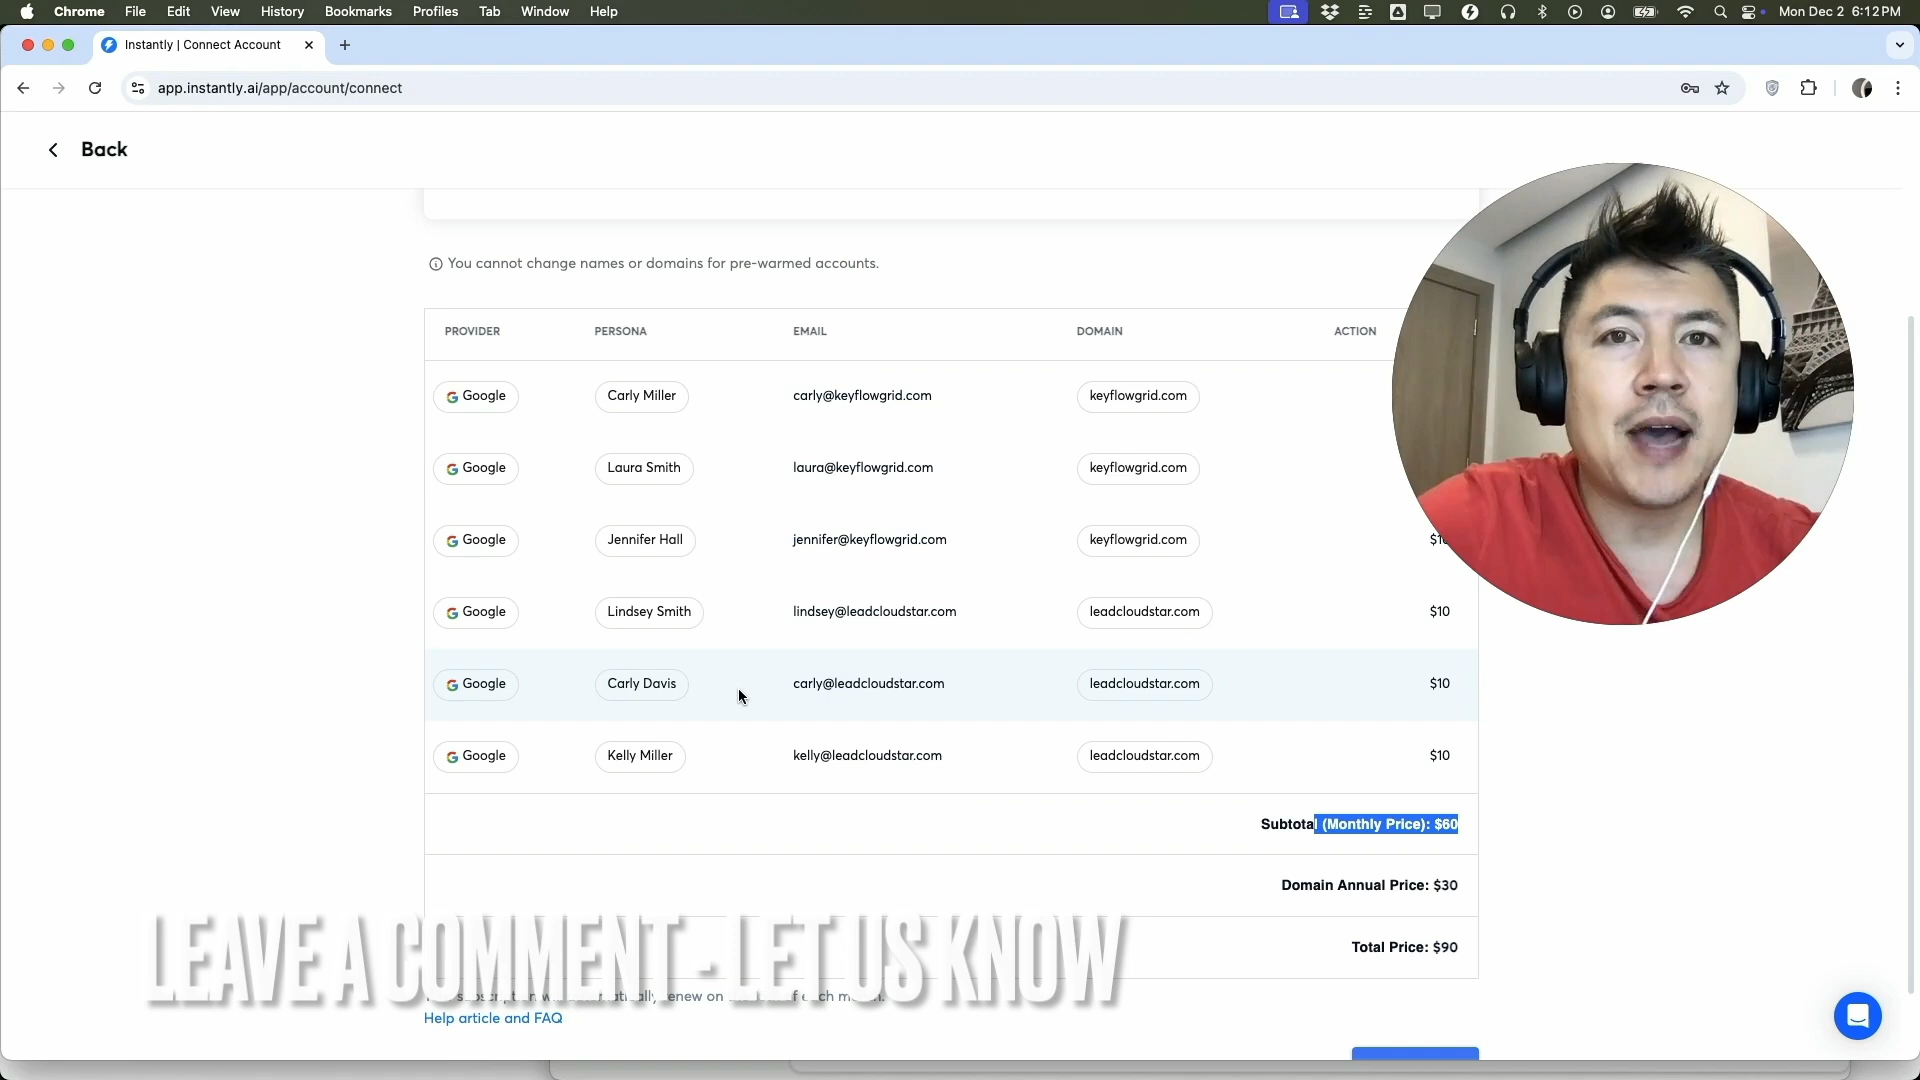 Chrome File Edit View History Bookmarks Profiles Tab Window Help Mon Dec 2 6:12 PM
Instantly | Connect Account
app.instantly.ai/app/account/connect
Back
You cannot change names or domains for pre-warmed accounts.
PROVIDER PERSONA EMAIL DOMAIN ACTION
Google Carly Miller carly@keyflowgrid.com keyflowgrid.com
Google Laura Smith laura@keyflowgrid.com keyflowgrid.com
Google Jennifer Hall jennifer@keyflowgrid.com keyflowgrid.com
Google Lindsey Smith lindsey@leadcloudstar.com leadcloudstar.com $10
Google Carly Davis carly@leadcloudstar.com leadcloudstar.com $10
Google Kelly Miller kelly@leadcloudstar.com leadcloudstar.com $10
Subtotal (Monthly Price): $60
Domain Annual Price: $30
Total Price: $90
LEAVE A COMMENT - LET US KNOW
renew on of each
Help article and FAQ